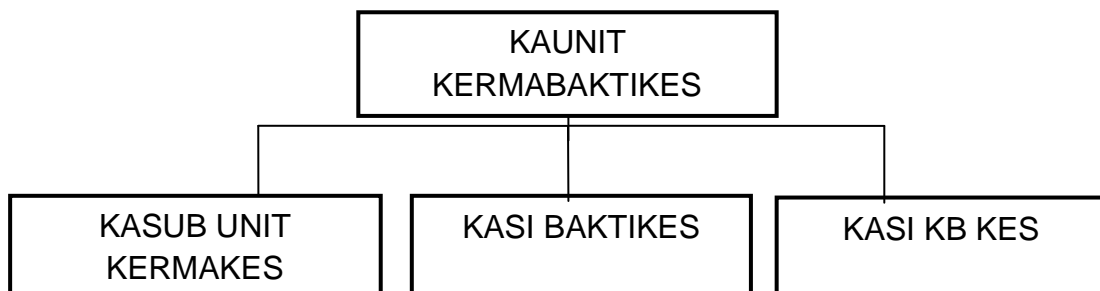 KAUNIT
KERMABAKTIKES
KASUB UNIT
KERMAKES
KASI BAKTIKES
KASI KB KES